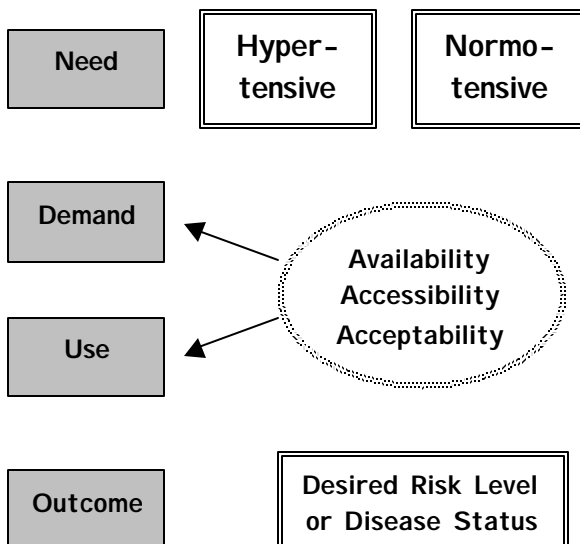 Need
Hyper-
tensive
Normo-
tensive
Demand
Availability
Accessibility
Acceptability
Use
Outcome
Desired Risk Level
or Disease Status